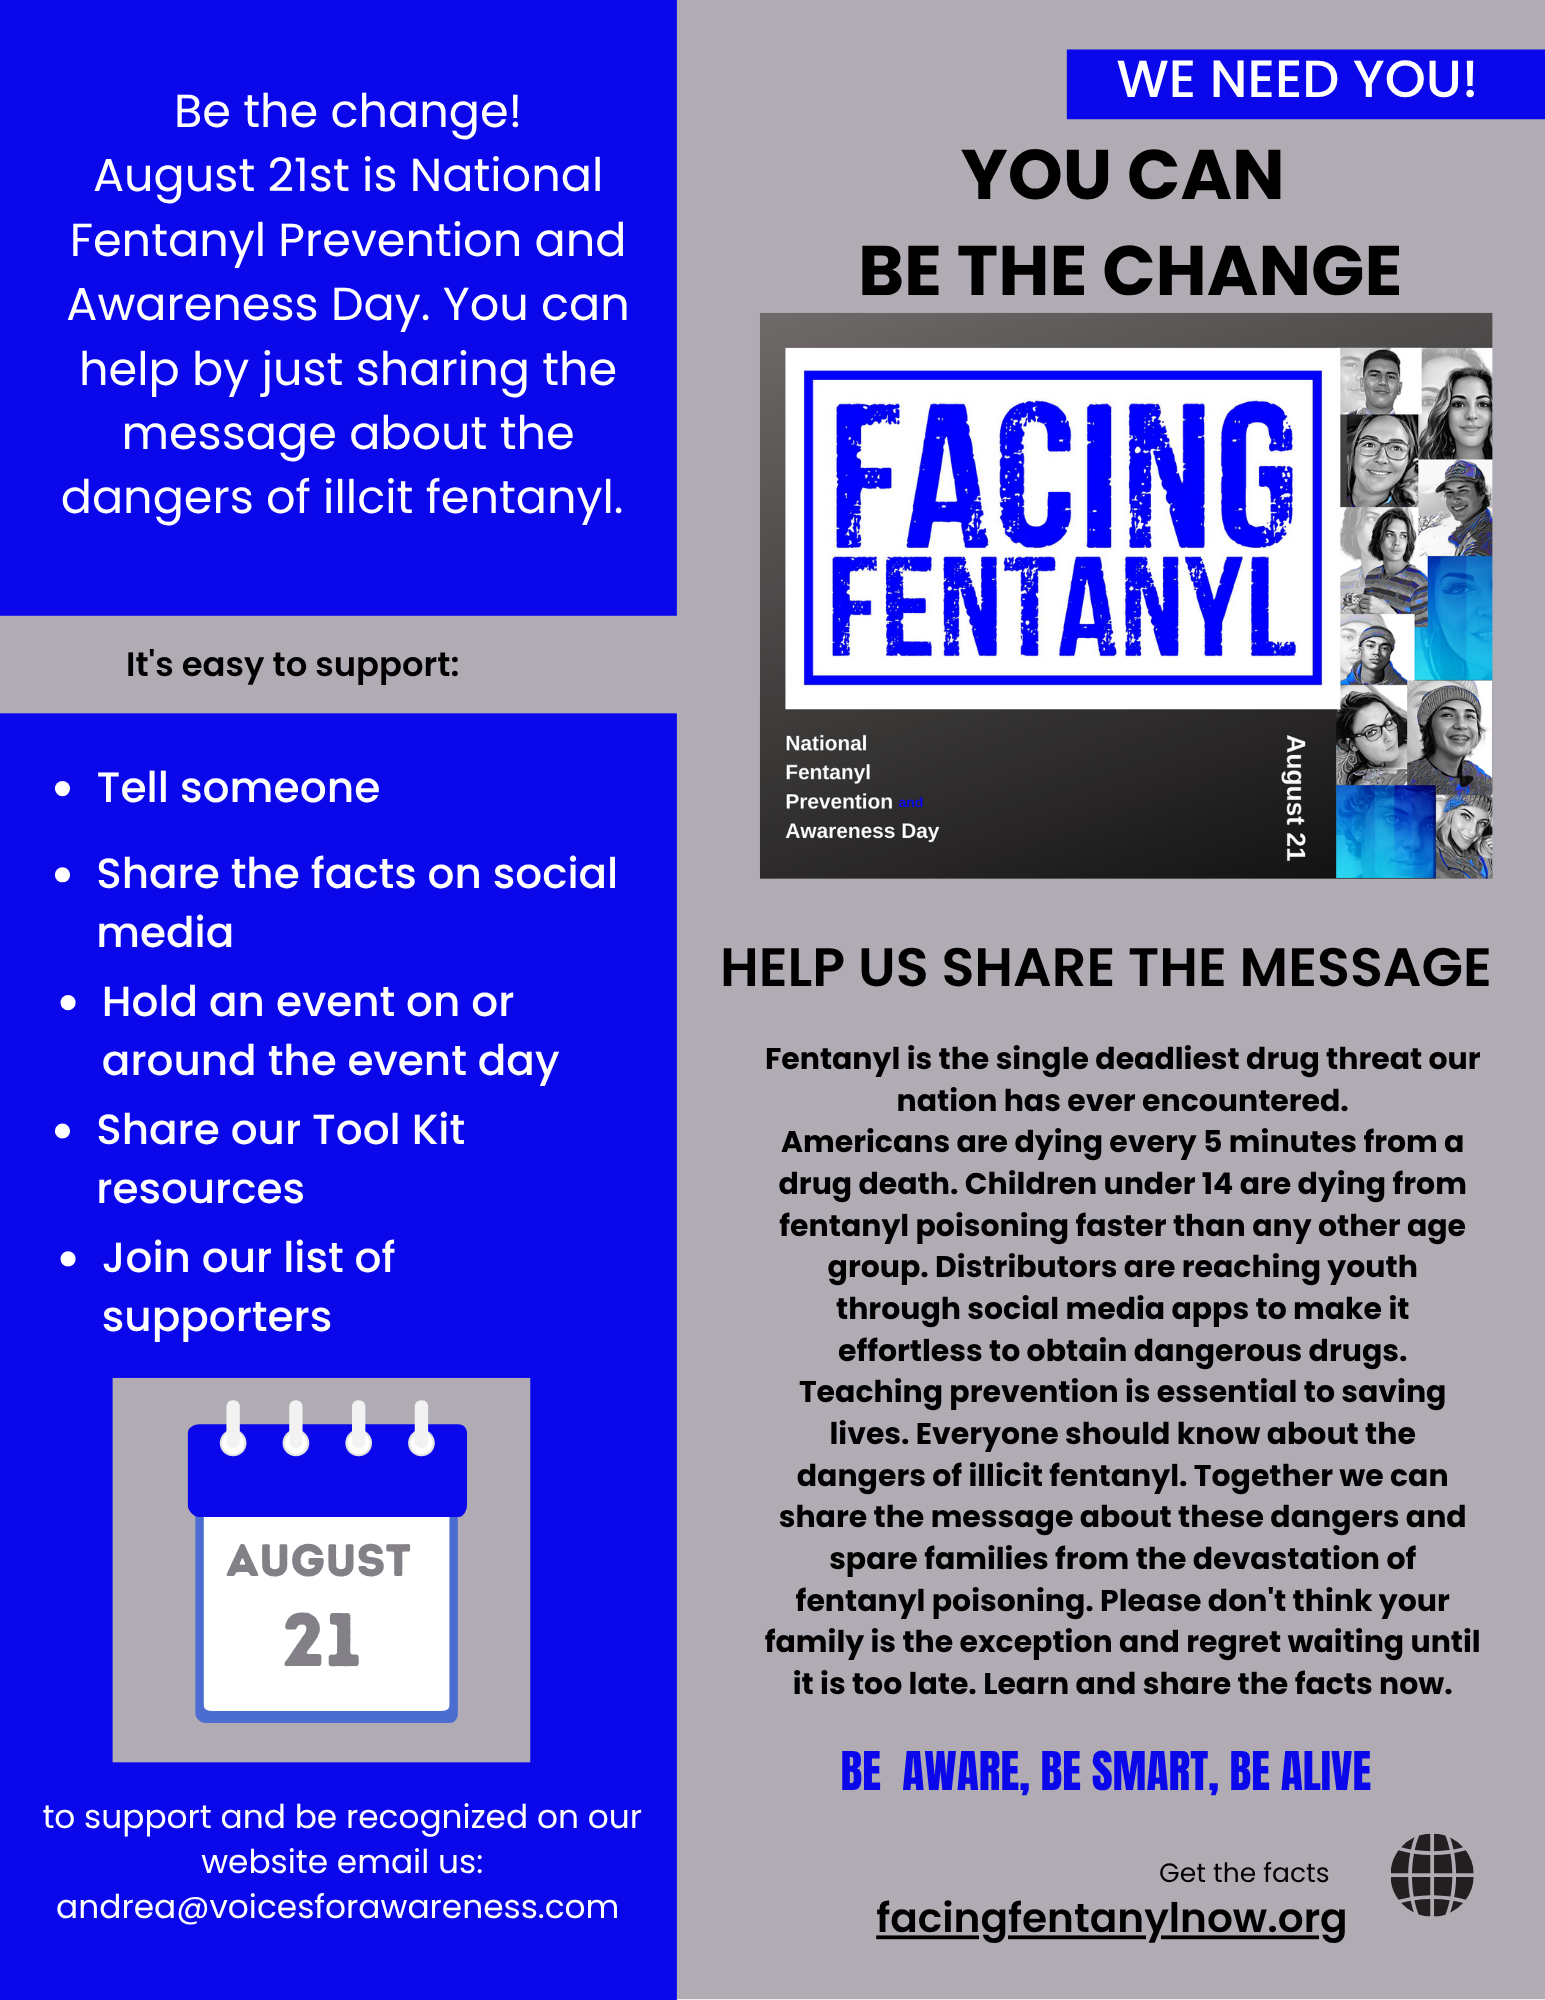 Be the change!
August 21st is National
Fentanyl Prevention and
Awareness Day. You can
help by just sharing the
message about the
dangers of illcit fentanyl.
It's easy to support:
• Tell someone
• Share the facts on social
media
• Hold an event on or
around the event day
• Share our Tool Kit
resources
• Join our list of
supporters
AUGUST
21
to support and be recognized on our
website email us:
andrea@voicesforawareness.com
WE NEED YOU!
YOU CAN
BE THE CHANGE
FACING
FENTANYL
National
Fentanyl
Prevention and
Awareness Day
August 21
HELP US SHARE THE MESSAGE
Fentanyl is the single deadliest drug threat our
nation has ever encountered.
Americans are dying every 5 minutes from a
drug death. Children under 14 are dying from
fentanyl poisoning faster than any other age
group. Distributors are reaching youth
through social media apps to make it
effortless to obtain dangerous drugs.
Teaching prevention is essential to saving
lives. Everyone should know about the
dangers of illicit fentanyl. Together we can
share the message about these dangers and
spare families from the devastation of
fentanyl poisoning. Please don't think your
family is the exception and regret waiting until
it is too late. Learn and share the facts now.
BE AWARE, BE SMART, BE ALIVE
Get the facts
facingfentanylnow.org